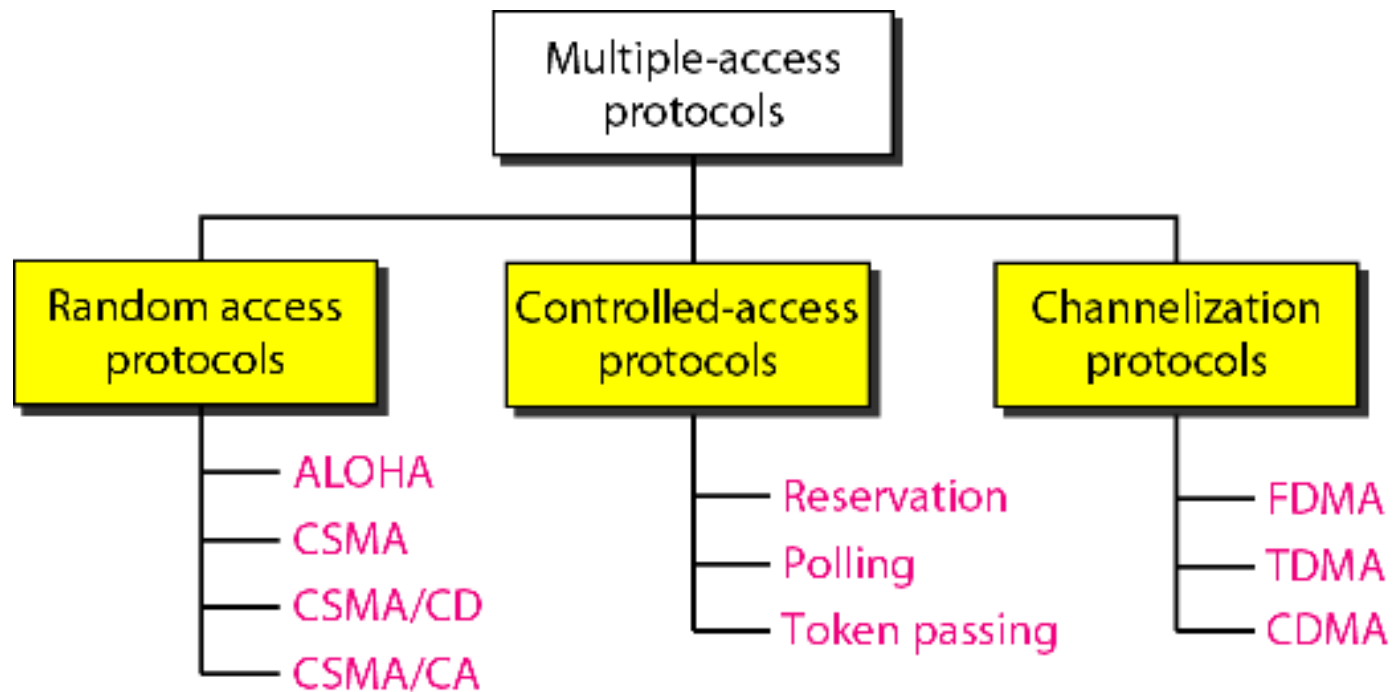 Multiple-access
protocols
Random access
protocols
Controlled-access
protocols
Channelization
protocols
ALOHA
CSMA
CSMA/CD
CSMA/CA
Reservation
Polling
Token passing
FDMA
TDMA
CDMA